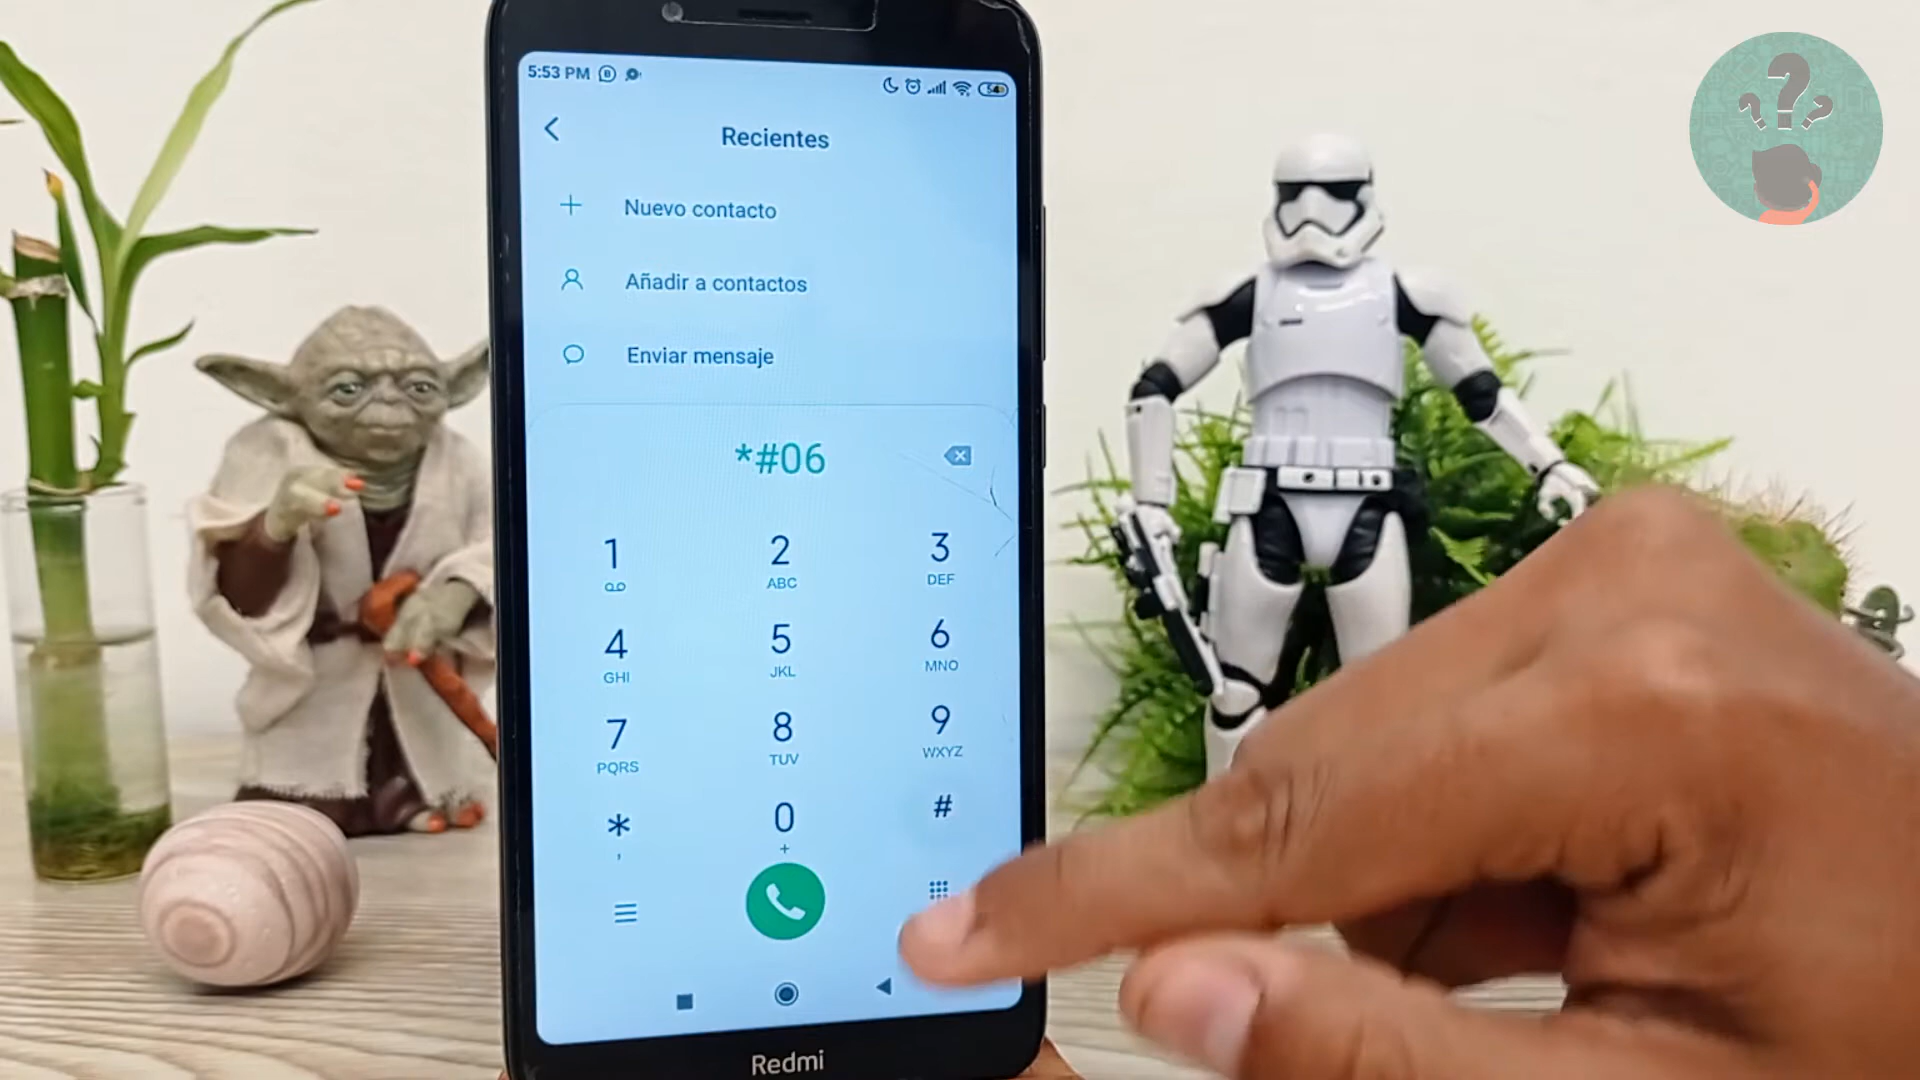 5:53 PM
54
Recientes
Nuevo contacto
Añadir a contactos
Enviar mensaje
*#06
1 2 3
ABC DEF
4 5 6
GHI JKL MNO
7 8 9
PQRS TUV WXYZ
* 0 #
, +
Redmi